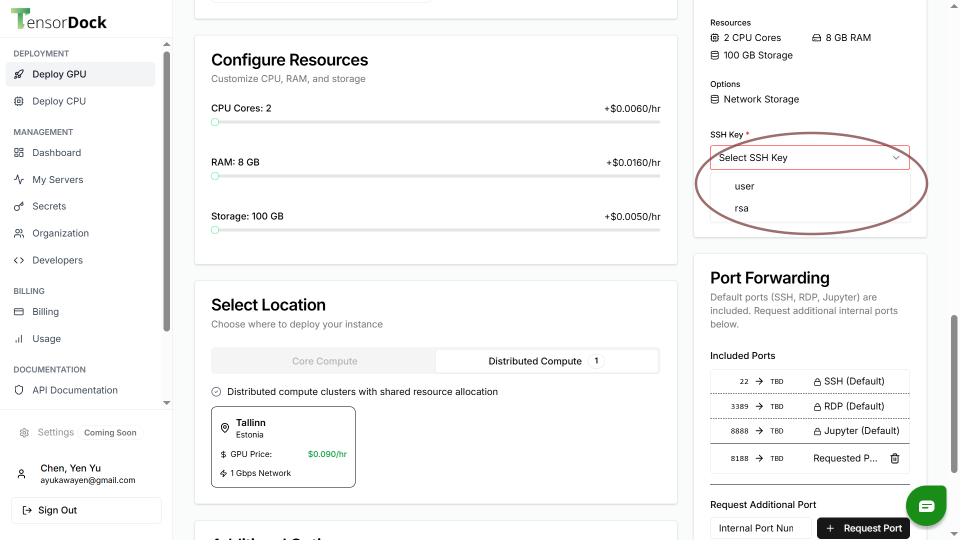 TensorDock
DEPLOYMENT
Deploy GPU
Deploy CPU
MANAGEMENT
Dashboard
My Servers
Secrets
Organization
Developers
BILLING
Billing
Usage
DOCUMENTATION
API Documentation
Settings Coming Soon
Chen, Yen Yu
ayukawayen@gmail.com
Sign Out
Configure Resources
Customize CPU, RAM, and storage
CPU Cores: 2 +$0.0060/hr
RAM: 8 GB +$0.0160/hr
Storage: 100 GB +$0.0050/hr
Select Location
Choose where to deploy your instance
Core Compute Distributed Compute 1
Distributed compute clusters with shared resource allocation
Tallinn
Estonia
GPU Price: $0.090/hr
1 Gbps Network
Resources
2 CPU Cores 8 GB RAM
100 GB Storage
Options
Network Storage
SSH Key *
Select SSH Key
user
rsa
Port Forwarding
Default ports (SSH, RDP, Jupyter) are
included. Request additional internal ports
below.
Included Ports
22 → TBD SSH (Default)
3389 → TBD RDP (Default)
8888 → TBD Jupyter (Default)
8188 → TBD Requested P...
Request Additional Port
Internal Port Nun + Request Port